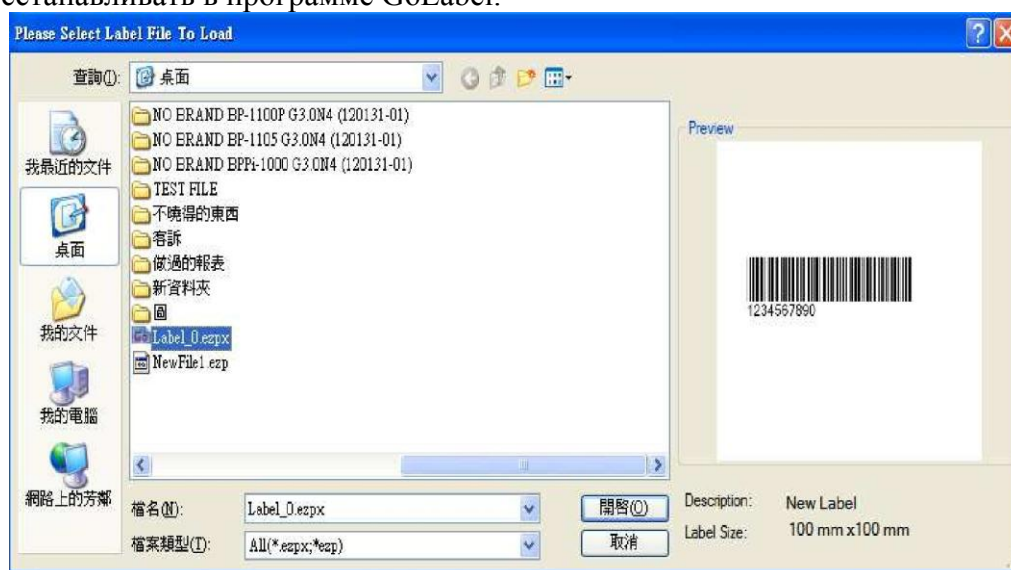 сстанавливать в программе GoLabel.
Please Select Label File To Load
查詢(I):
桌面
NO BRAND BP-1100P G3.0N4 (120131-01)
NO BRAND BP-1105 G3.0N4 (120131-01)
NO BRAND BPPi-1000 G3.0N4 (120131-01)
TEST FILE
不曉得的東西
客訴
做過的報表
新資料夾
圖
Label_0.ezpx
NewFile1.ezp
我最近的文件
桌面
我的文件
我的電腦
網路上的芳鄰
檔名(N):
Label_0.ezpx
開啓(O)
檔案類型(T):
All(*.ezpx;*ezp)
取消
Preview
1234567890
Description:
New Label
Label Size:
100 mm x100 mm